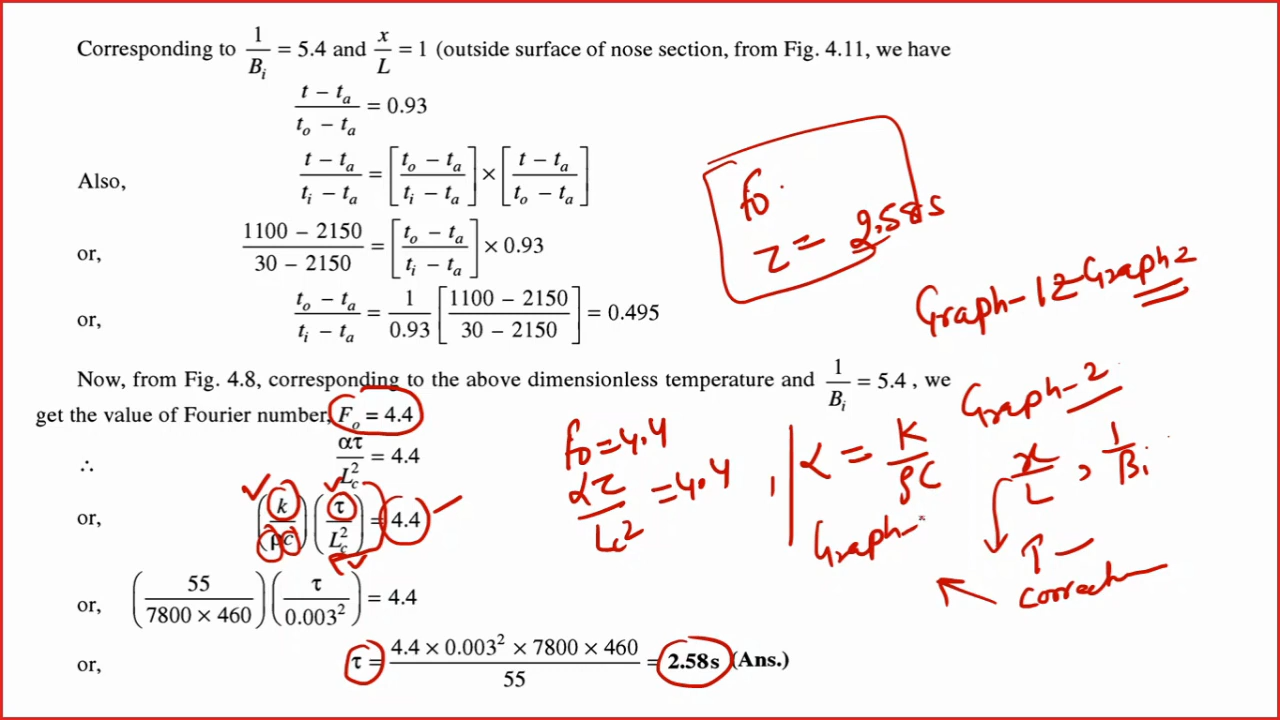 Corresponding to 1/B_i = 5.4 and x/L = 1 (outside surface of nose section, from Fig. 4.11, we have
(t − t_a)/(t_o − t_a) = 0.93
Also, (t − t_a)/(t_i − t_a) = [(t_o − t_a)/(t_i − t_a)] × [(t − t_a)/(t_o − t_a)]
or, (1100 − 2150)/(30 − 2150) = [(t_o − t_a)/(t_i − t_a)] × 0.93
or, (t_o − t_a)/(t_i − t_a) = 1/0.93 [(1100 − 2150)/(30 − 2150)] = 0.495
fo
τ = 2.58s
Graph-1 Graph2
Now, from Fig. 4.8, corresponding to the above dimensionless temperature and 1/B_i = 5.4, we
get the value of Fourier number, F_o = 4.4
∴ ατ/L_c² = 4.4
or, (k/ρc) (τ/L_c²) = 4.4
or, (55/(7800 × 460)) (τ/0.003²) = 4.4
or, τ = (4.4 × 0.003² × 7800 × 460)/55 = 2.58s (Ans.)
fo = 4.4
ατ/Lc² = 4.4, α = K/ρC
Graph-
Graph-2
x/L, 1/Bi
T-